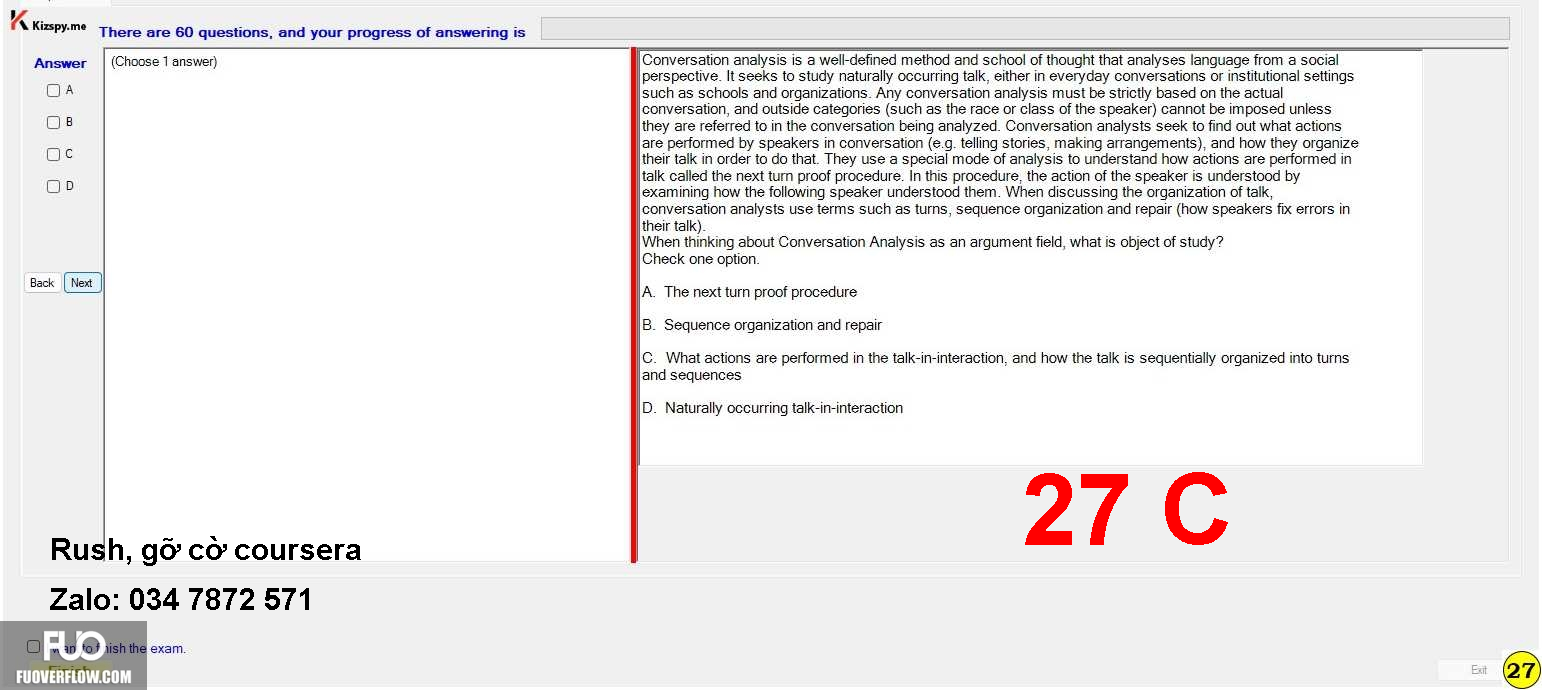 Kizspy.me
There are 60 questions, and your progress of answering is
Answer
(Choose 1 answer)
A
B
C
D
Back
Next
Conversation analysis is a well-defined method and school of thought that analyses language from a social
perspective. It seeks to study naturally occurring talk, either in everyday conversations or institutional settings
such as schools and organizations. Any conversation analysis must be strictly based on the actual
conversation, and outside categories (such as the race or class of the speaker) cannot be imposed unless
they are referred to in the conversation being analyzed. Conversation analysts seek to find out what actions
are performed by speakers in conversation (e.g. telling stories, making arrangements), and how they organize
their talk in order to do that. They use a special mode of analysis to understand how actions are performed in
talk called the next turn proof procedure. In this procedure, the action of the speaker is understood by
examining how the following speaker understood them. When discussing the organization of talk,
conversation analysts use terms such as turns, sequence organization and repair (how speakers fix errors in
their talk).
When thinking about Conversation Analysis as an argument field, what is object of study?
Check one option.
A. The next turn proof procedure
B. Sequence organization and repair
C. What actions are performed in the talk-in-interaction, and how the talk is sequentially organized into turns
and sequences
D. Naturally occurring talk-in-interaction
27 C
Rush, gỡ cờ coursera
Zalo: 034 7872 571
FUO
the exam.
Finish
FUOVERFLOW.COM
Exit
27